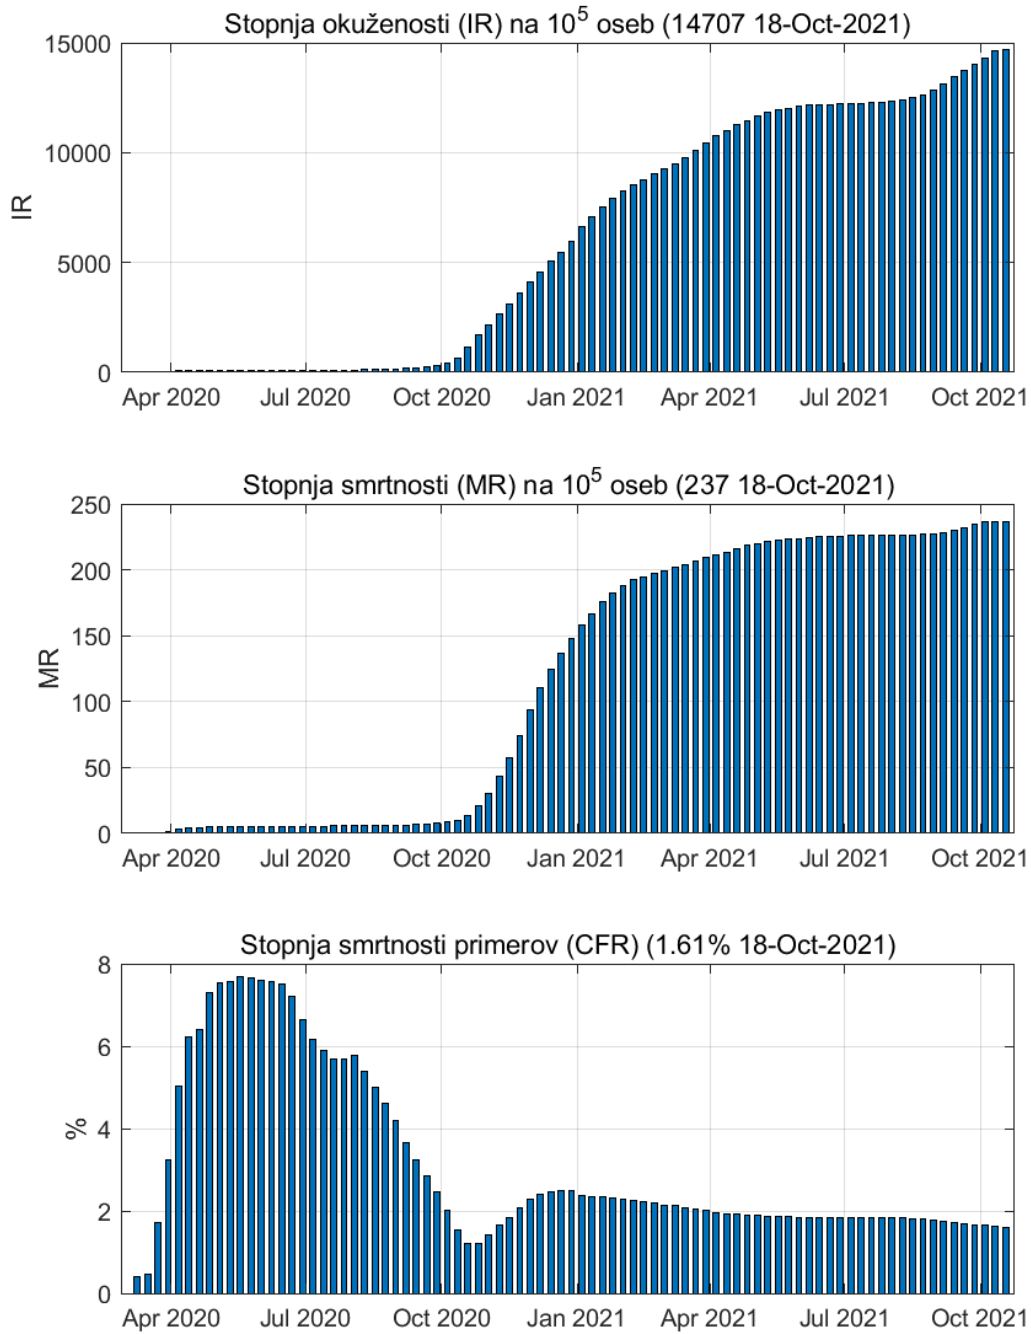 Stopnja okuženosti (IR) na 10^5 oseb (14707 18-Oct-2021)
15000
10000
5000
0
IR
Apr 2020 Jul 2020 Oct 2020 Jan 2021 Apr 2021 Jul 2021 Oct 2021
Stopnja smrtnosti (MR) na 10^5 oseb (237 18-Oct-2021)
250
200
150
100
50
0
MR
Apr 2020 Jul 2020 Oct 2020 Jan 2021 Apr 2021 Jul 2021 Oct 2021
Stopnja smrtnosti primerov (CFR) (1.61% 18-Oct-2021)
8
6
4
2
0
%
Apr 2020 Jul 2020 Oct 2020 Jan 2021 Apr 2021 Jul 2021 Oct 2021